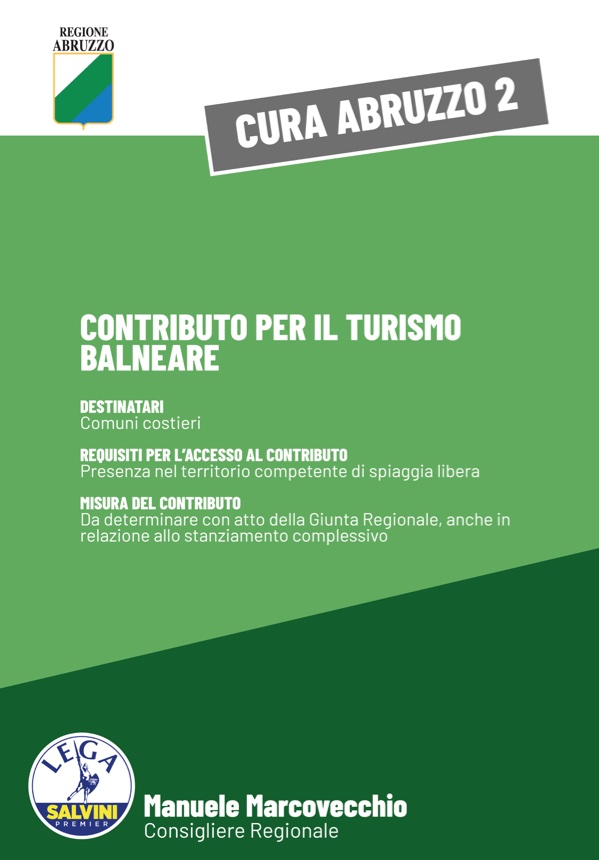 REGIONE
ABRUZZO
CURA ABRUZZO 2
CONTRIBUTO PER IL TURISMO
BALNEARE
DESTINATARI
Comuni costieri
REQUISITI PER L'ACCESSO AL CONTRIBUTO
Presenza nel territorio competente di spiaggia libera
MISURA DEL CONTRIBUTO
Da determinare con atto della Giunta Regionale, anche in
relazione allo stanziamento complessivo
LEGA
SALVINI
PREMIER
Manuele Marcovecchio
Consigliere Regionale